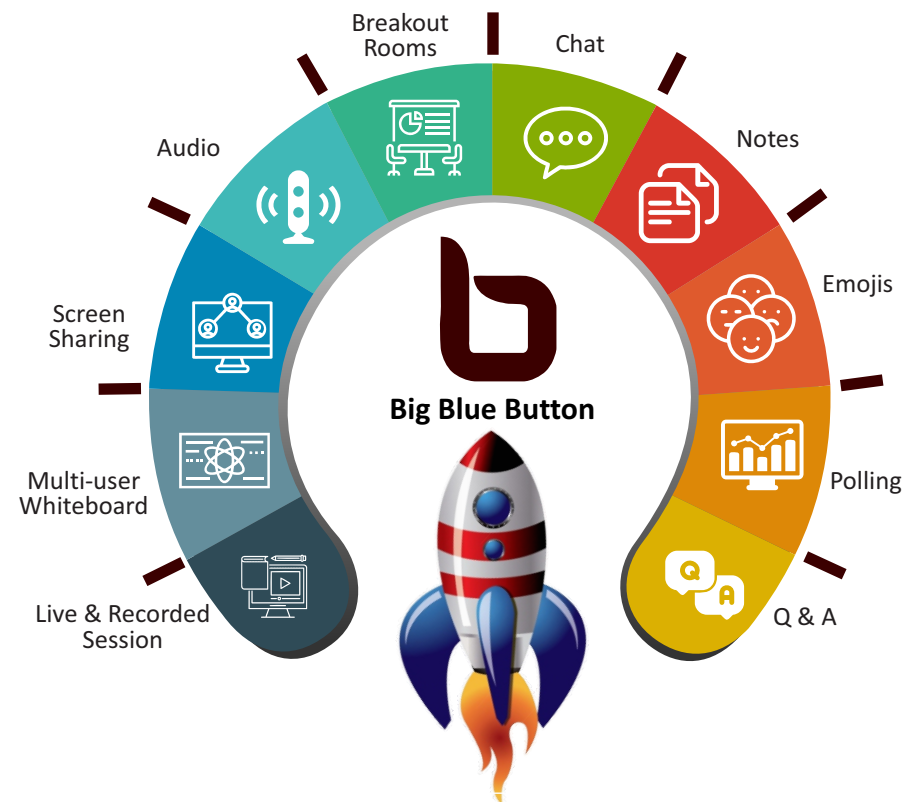 Breakout
Rooms
Chat
Audio
Notes
Screen
Sharing
Emojis
Big Blue Button
Multi-user
Whiteboard
Polling
Q
A
Live & Recorded
Session
Q & A